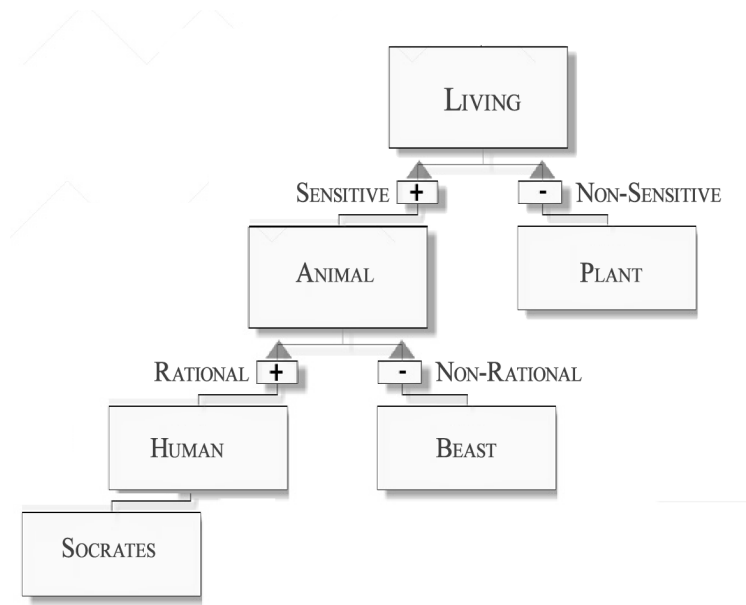 LIVING
SENSITIVE + - NON-SENSITIVE
ANIMAL
PLANT
RATIONAL + - NON-RATIONAL
HUMAN
BEAST
SOCRATES